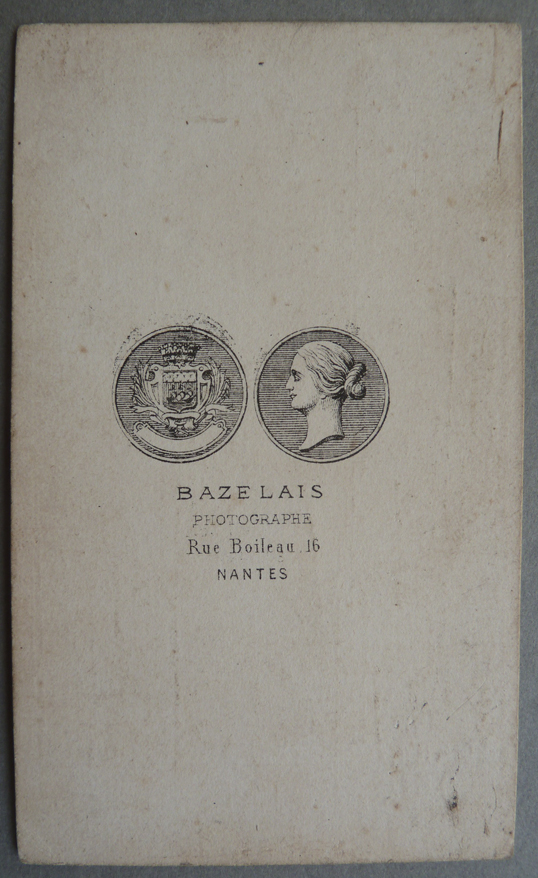 BAZELAIS
PHOTOGRAPHE
Rue Boileau, 16
NANTES